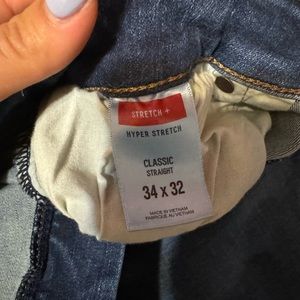 STRETCH +
HYPER STRETCH
CLASSIC
STRAIGHT
34 x 32
MADE IN VIETNAM
FABRIQUÉ AU VIETNAM